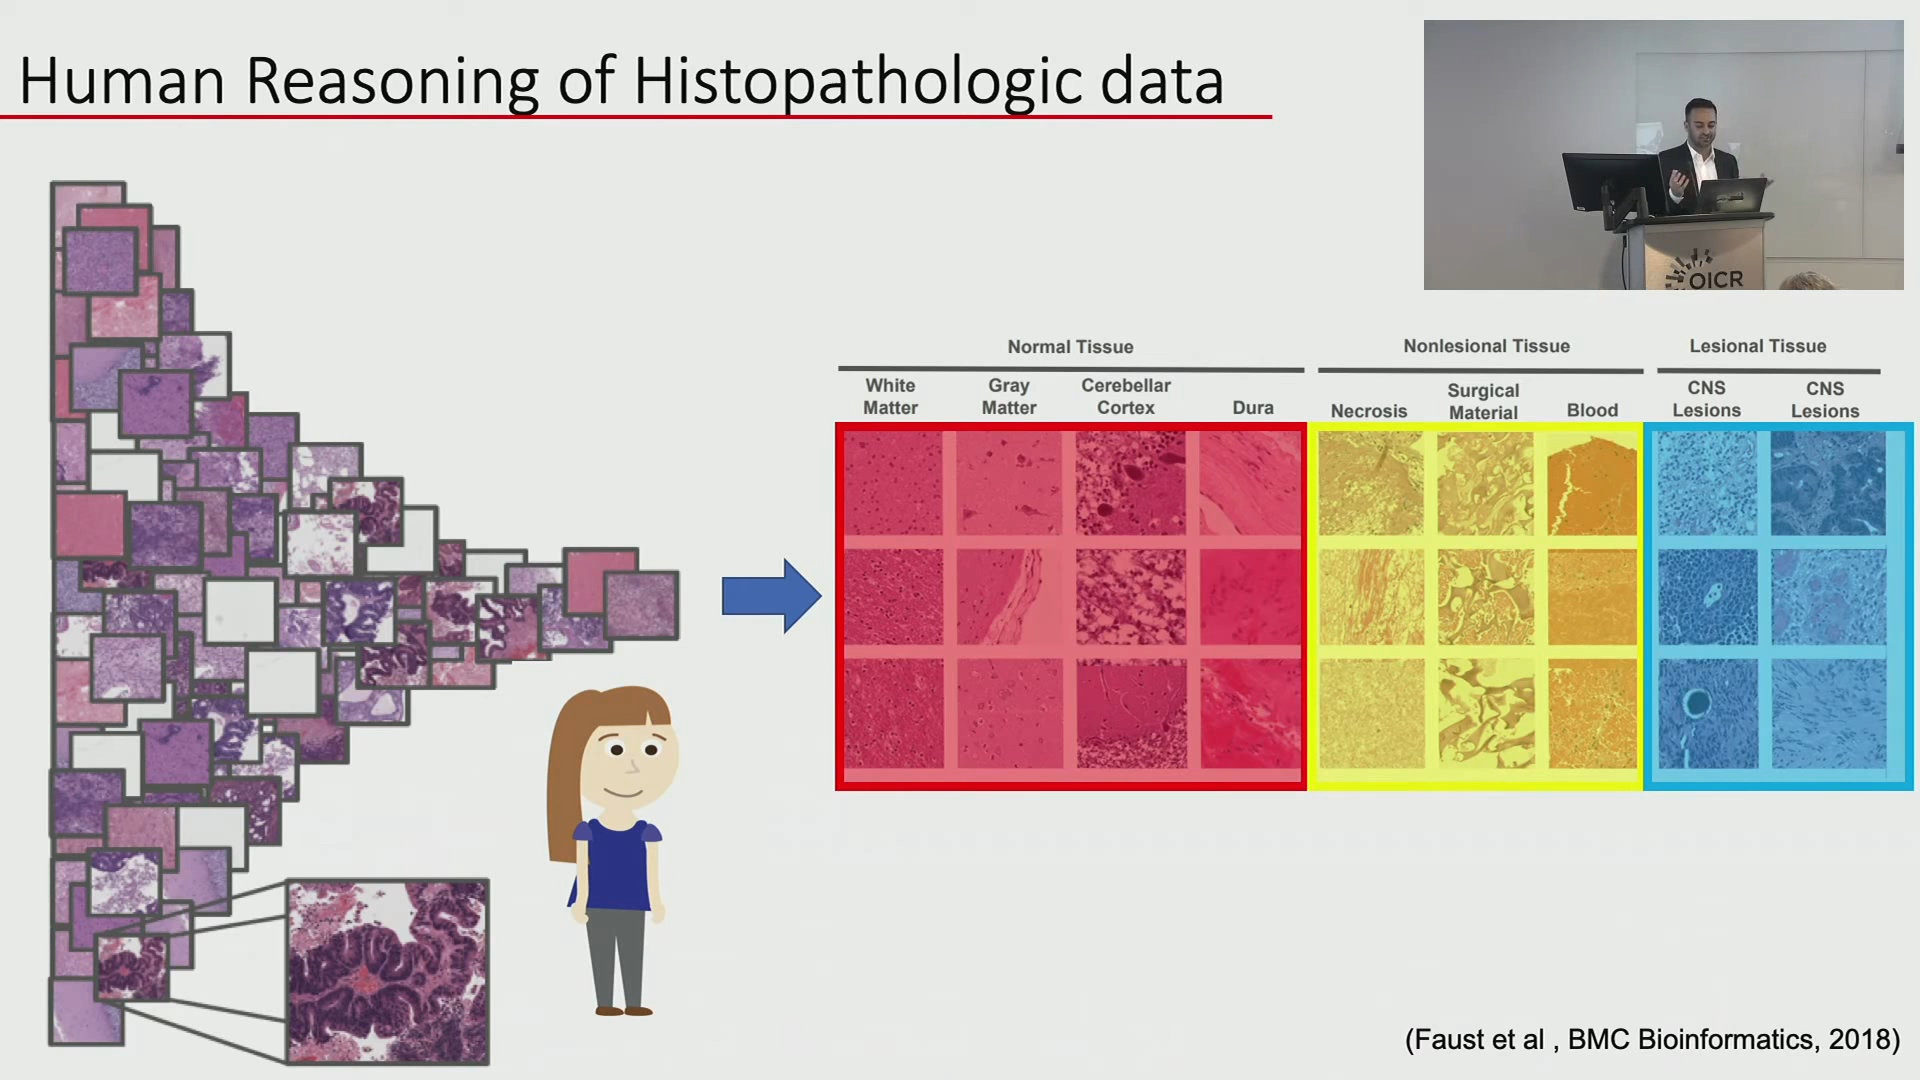 Human Reasoning of Histopathologic data
OICR
Normal Tissue
Nonlesional Tissue
Lesional Tissue
White Matter
Gray Matter
Cerebellar Cortex
Dura
Necrosis
Surgical Material
Blood
CNS Lesions
CNS Lesions
(Faust et al , BMC Bioinformatics, 2018)